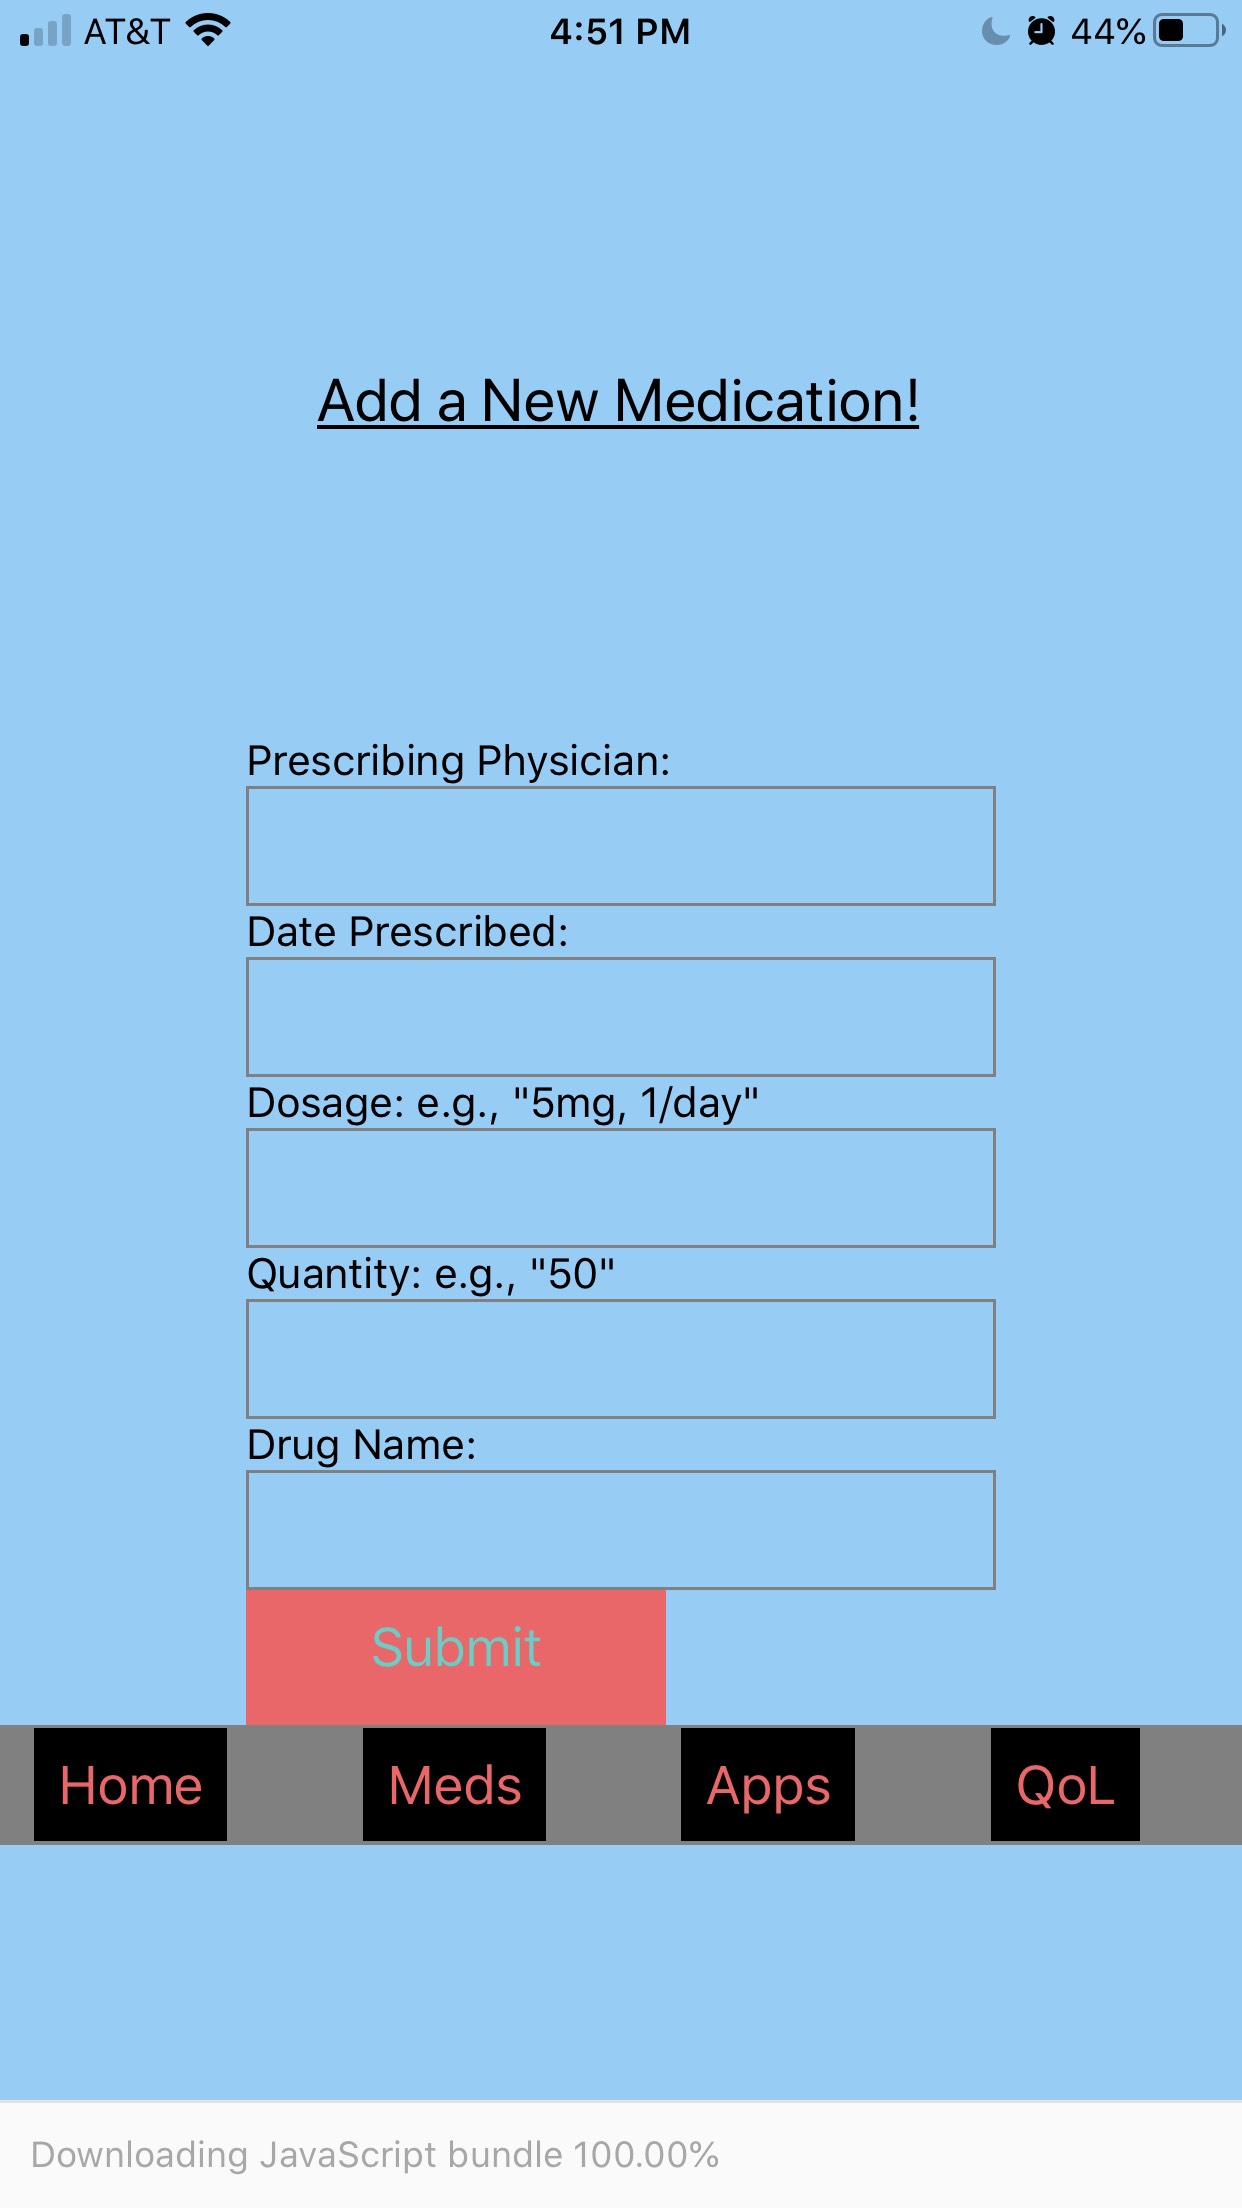 AT&T 4:51 PM 44%
Add a New Medication!
Prescribing Physician:
Date Prescribed:
Dosage: e.g., "5mg, 1/day"
Quantity: e.g., "50"
Drug Name:
Submit
Home Meds Apps QoL
Downloading JavaScript bundle 100.00%